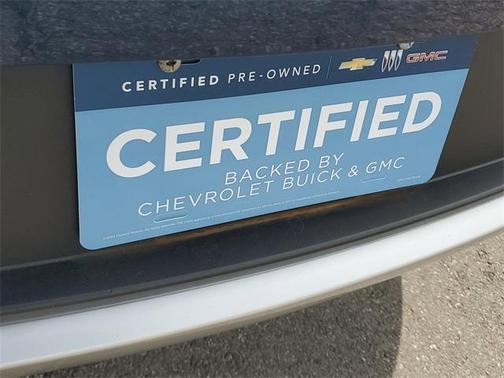 CERTIFIED PRE-OWNED | GMC
CERTIFIED
BACKED BY
CHEVROLET BUICK & GMC